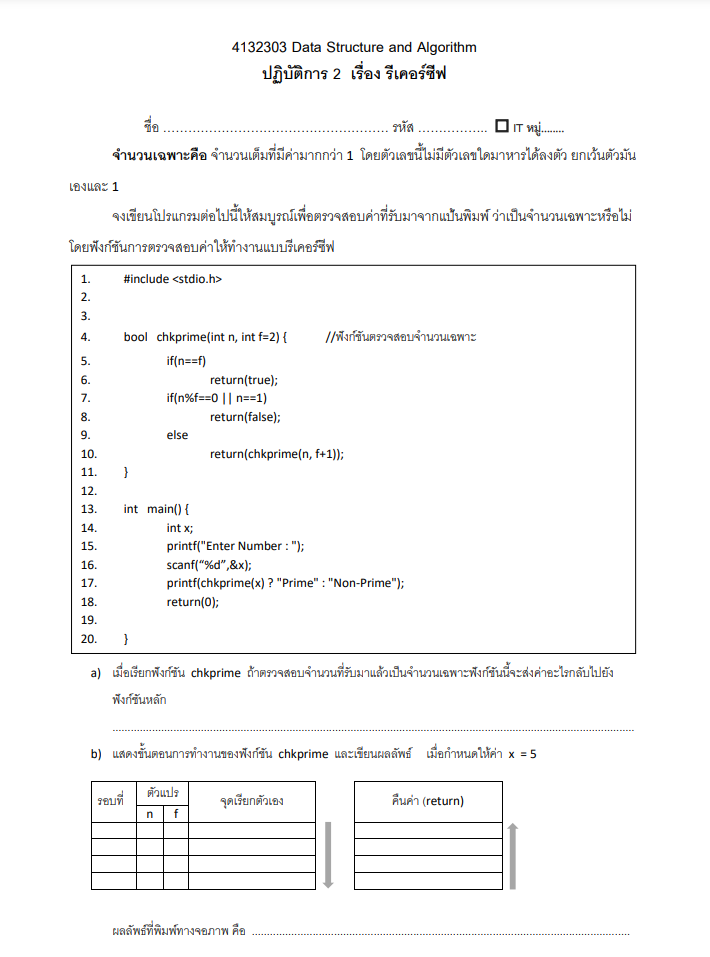 4132303 Data Structure and Algorithm
ปฏิบัติการ 2 เรื่อง รีเคอร์ซีฟ
ชื่อ ...................................................... รหัส ................. ☐ IT หมู่........
จำนวนเฉพาะคือ จำนวนเต็มที่มีค่ามากกว่า 1 โดยตัวเลขนี้ไม่มีตัวเลขใดมาหารได้ลงตัว ยกเว้นตัวมัน
เองและ 1
จงเขียนโปรแกรมต่อไปนี้ให้สมบูรณ์เพื่อตรวจสอบค่าที่รับมาจากแป้นพิมพ์ ว่าเป็นจำนวนเฉพาะหรือไม่
โดยฟังก์ชันการตรวจสอบค่าให้ทำงานแบบรีเคอร์ซีฟ
1. #include <stdio.h>
2.
3.
4. bool chkprime(int n, int f=2) { //ฟังก์ชันตรวจสอบจำนวนเฉพาะ
5. if(n==f)
6. return(true);
7. if(n%f==0 || n==1)
8. return(false);
9. else
10. return(chkprime(n, f+1));
11. }
12.
13. int main() {
14. int x;
15. printf("Enter Number : ");
16. scanf(“%d”,&x);
17. printf(chkprime(x) ? "Prime" : "Non-Prime");
18. return(0);
19.
20. }
a) เมื่อเรียกฟังก์ชัน chkprime ถ้าตรวจสอบจำนวนที่รับมาแล้วเป็นจำนวนเฉพาะฟังก์ชันนี้จะส่งค่าอะไรกลับไปยัง
ฟังก์ชันหลัก
b) แสดงขั้นตอนการทำงานของฟังก์ชัน chkprime และเขียนผลลัพธ์ เมื่อกำหนดให้ค่า x = 5
รอบที่ ตัวแปร จุดเรียกตัวเอง คืนค่า (return)
n f
ผลลัพธ์ที่พิมพ์ทางจอภาพ คือ ..............................................................